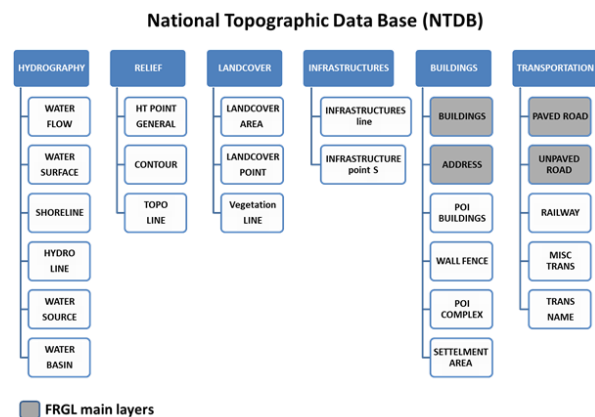 National Topographic Data Base (NTDB)
HYDROGRAPHY
WATER
FLOW
WATER
SURFACE
SHORELINE
HYDRO
LINE
WATER
SOURCE
WATER
BASIN
RELIEF
HT POINT
GENERAL
CONTOUR
TOPO
LINE
LANDCOVER
LANDCOVER
AREA
LANDCOVER
POINT
Vegetation
LINE
INFRASTRUCTURES
INFRASTRUCTURES
line
INFRASTRUCTURE
point S
BUILDINGS
BUILDINGS
ADDRESS
POI
BUILDINGS
WALL FENCE
POI
COMPLEX
SETTELMENT
AREA
TRANSPORTATION
PAVED ROAD
UNPAVED
ROAD
RAILWAY
MISC
TRANS
TRANS
NAME
FRGL main layers